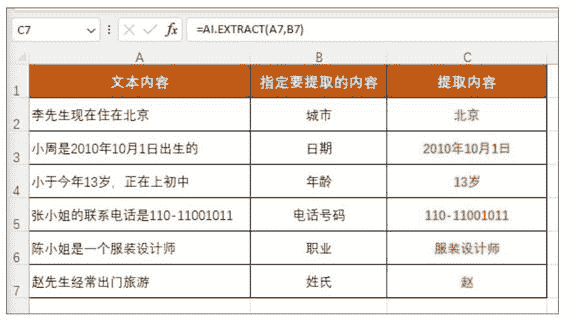 C7 fx =AI.EXTRACT(A7,B7)
A B C
1 文本内容 指定要提取的内容 提取内容
2 李先生现在住在北京 城市 北京
3 小周是2010年10月1日出生的 日期 2010年10月1日
4 小于今年13岁，正在上初中 年龄 13岁
5 张小姐的联系电话是110-11001011 电话号码 110-11001011
6 陈小姐是一个服装设计师 职业 服装设计师
7 赵先生经常出门旅游 姓氏 赵